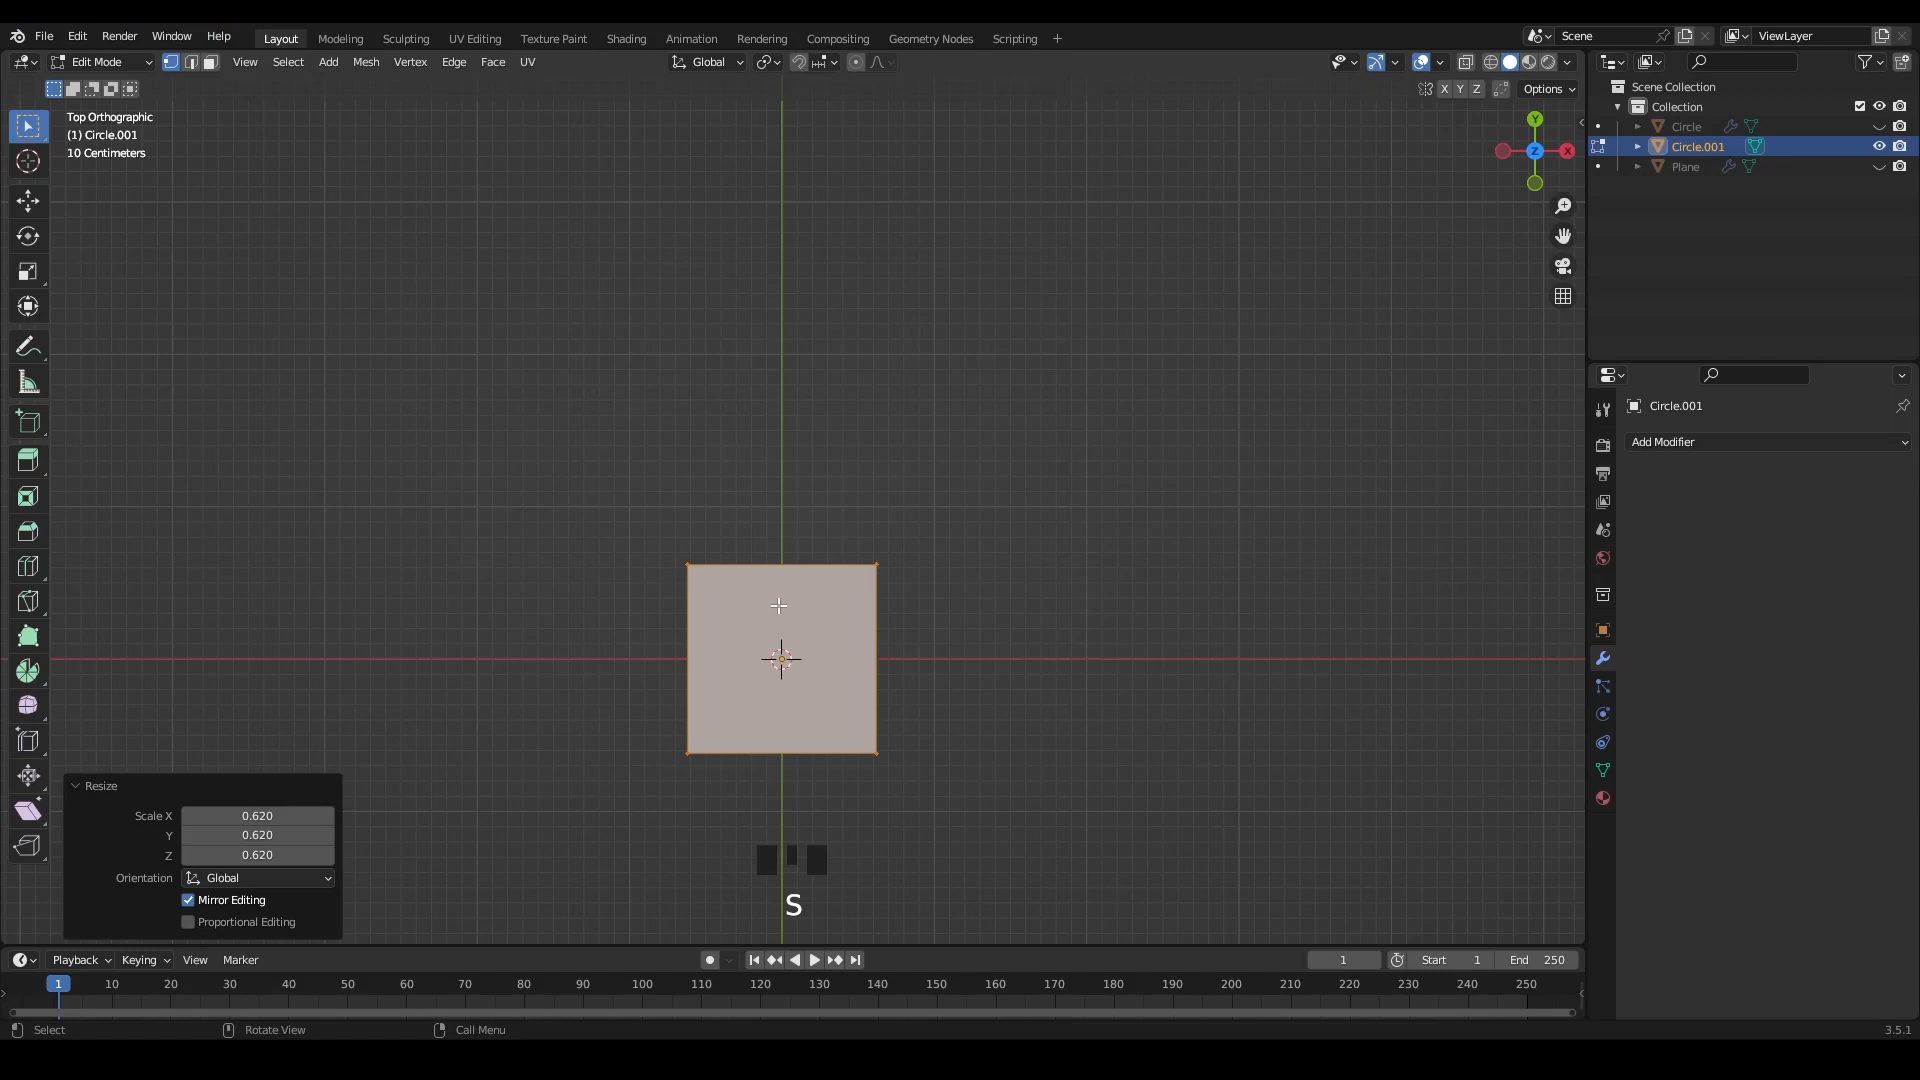 File Edit Render Window Help
Layout Modeling Sculpting UV Editing Texture Paint Shading Animation Rendering Compositing Geometry Nodes Scripting +
Scene ViewLayer
Edit Mode View Select Add Mesh Vertex Edge Face UV
Global
X Y Z Options
Top Orthographic
(1) Circle.001
10 Centimeters
Y
Z X
Scene Collection
Collection
Circle
Circle.001
Plane
Circle.001
Add Modifier
Resize
Scale X 0.620
Y 0.620
Z 0.620
Orientation Global
Mirror Editing
Proportional Editing
S
Playback Keying View Marker
1 Start 1 End 250
1 10 20 30 40 50 60 70 80 90 100 110 120 130 140 150 160 170 180 190 200 210 220 230 240 250
Select Rotate View Call Menu 3.5.1